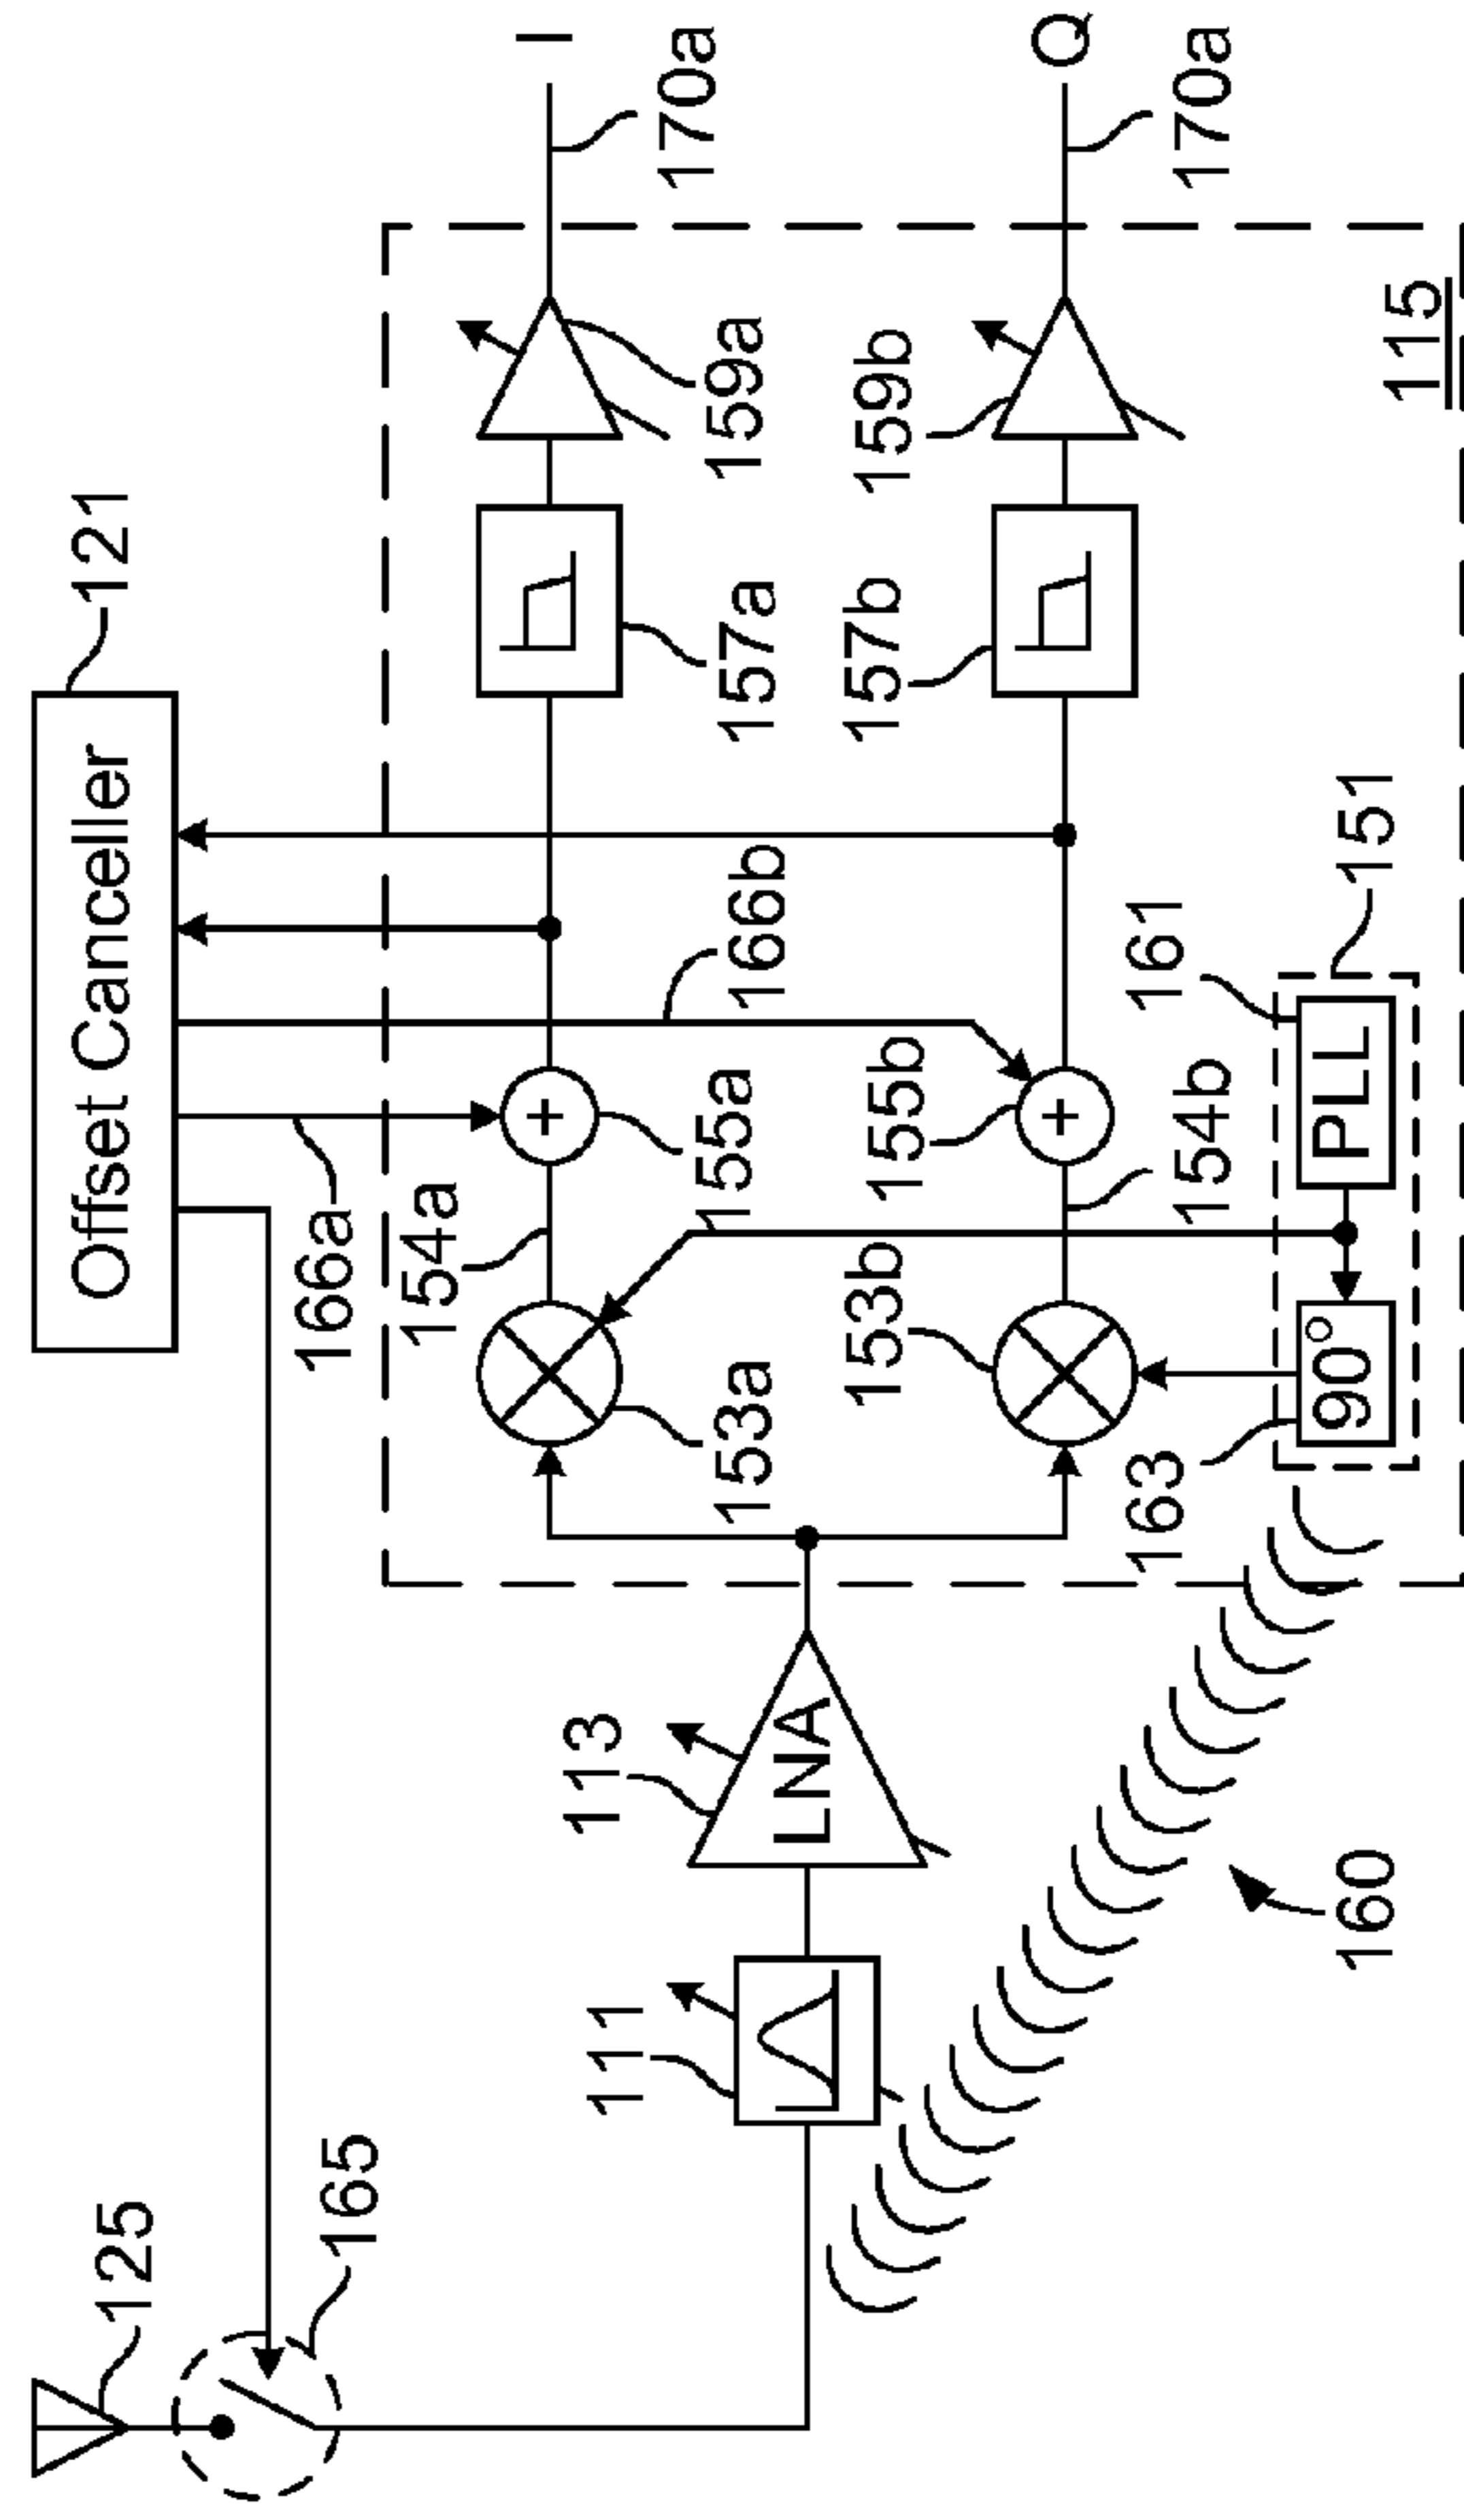 125
165
Offset Canceller
121
166a
154a
166b
I
170a
111
113
LNA
153a
155a
157a
159a
153b
155b
157b
159b
Q
170a
163
154b
161
160
90°
PLL
151
115